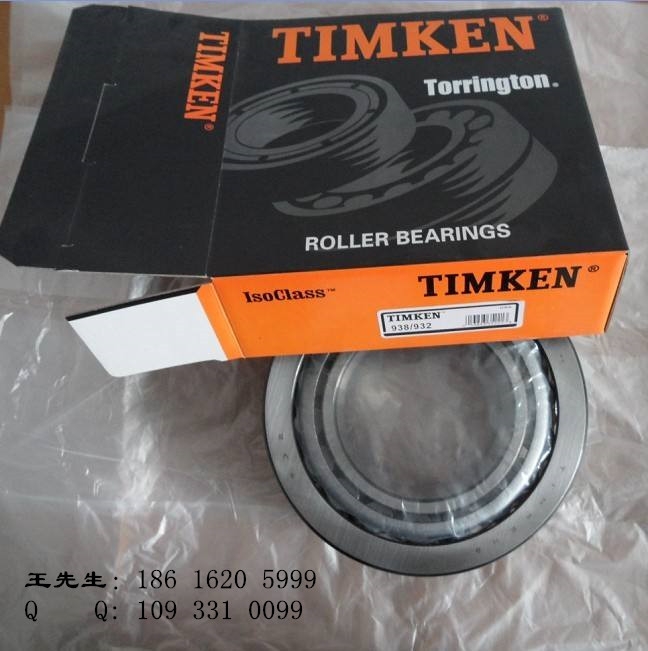 TIMKEN®
Torrington®
TIMKEN®
ROLLER BEARINGS
IsoClass™
TIMKEN®
TIMKEN
938/932
王先生: 186 1620 5999
Q Q: 109 331 0099